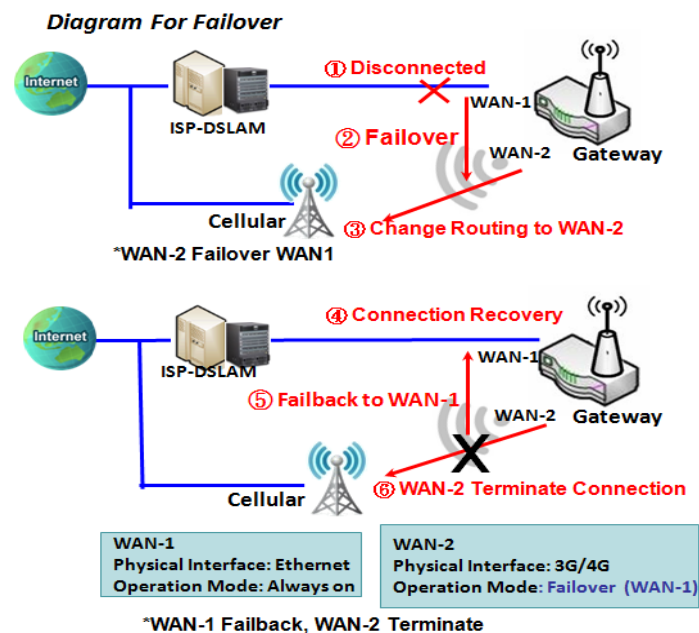 Diagram For Failover
Internet
ISP-DSLAM
① Disconnected
WAN-1
② Failover
WAN-2
Gateway
Cellular
③ Change Routing to WAN-2
*WAN-2 Failover WAN1
Internet
ISP-DSLAM
④ Connection Recovery
WAN-1
⑤ Failback to WAN-1
WAN-2
Gateway
Cellular
⑥ WAN-2 Terminate Connection
WAN-1
Physical Interface: Ethernet
Operation Mode: Always on
WAN-2
Physical Interface: 3G/4G
Operation Mode: Failover (WAN-1)
*WAN-1 Failback, WAN-2 Terminate